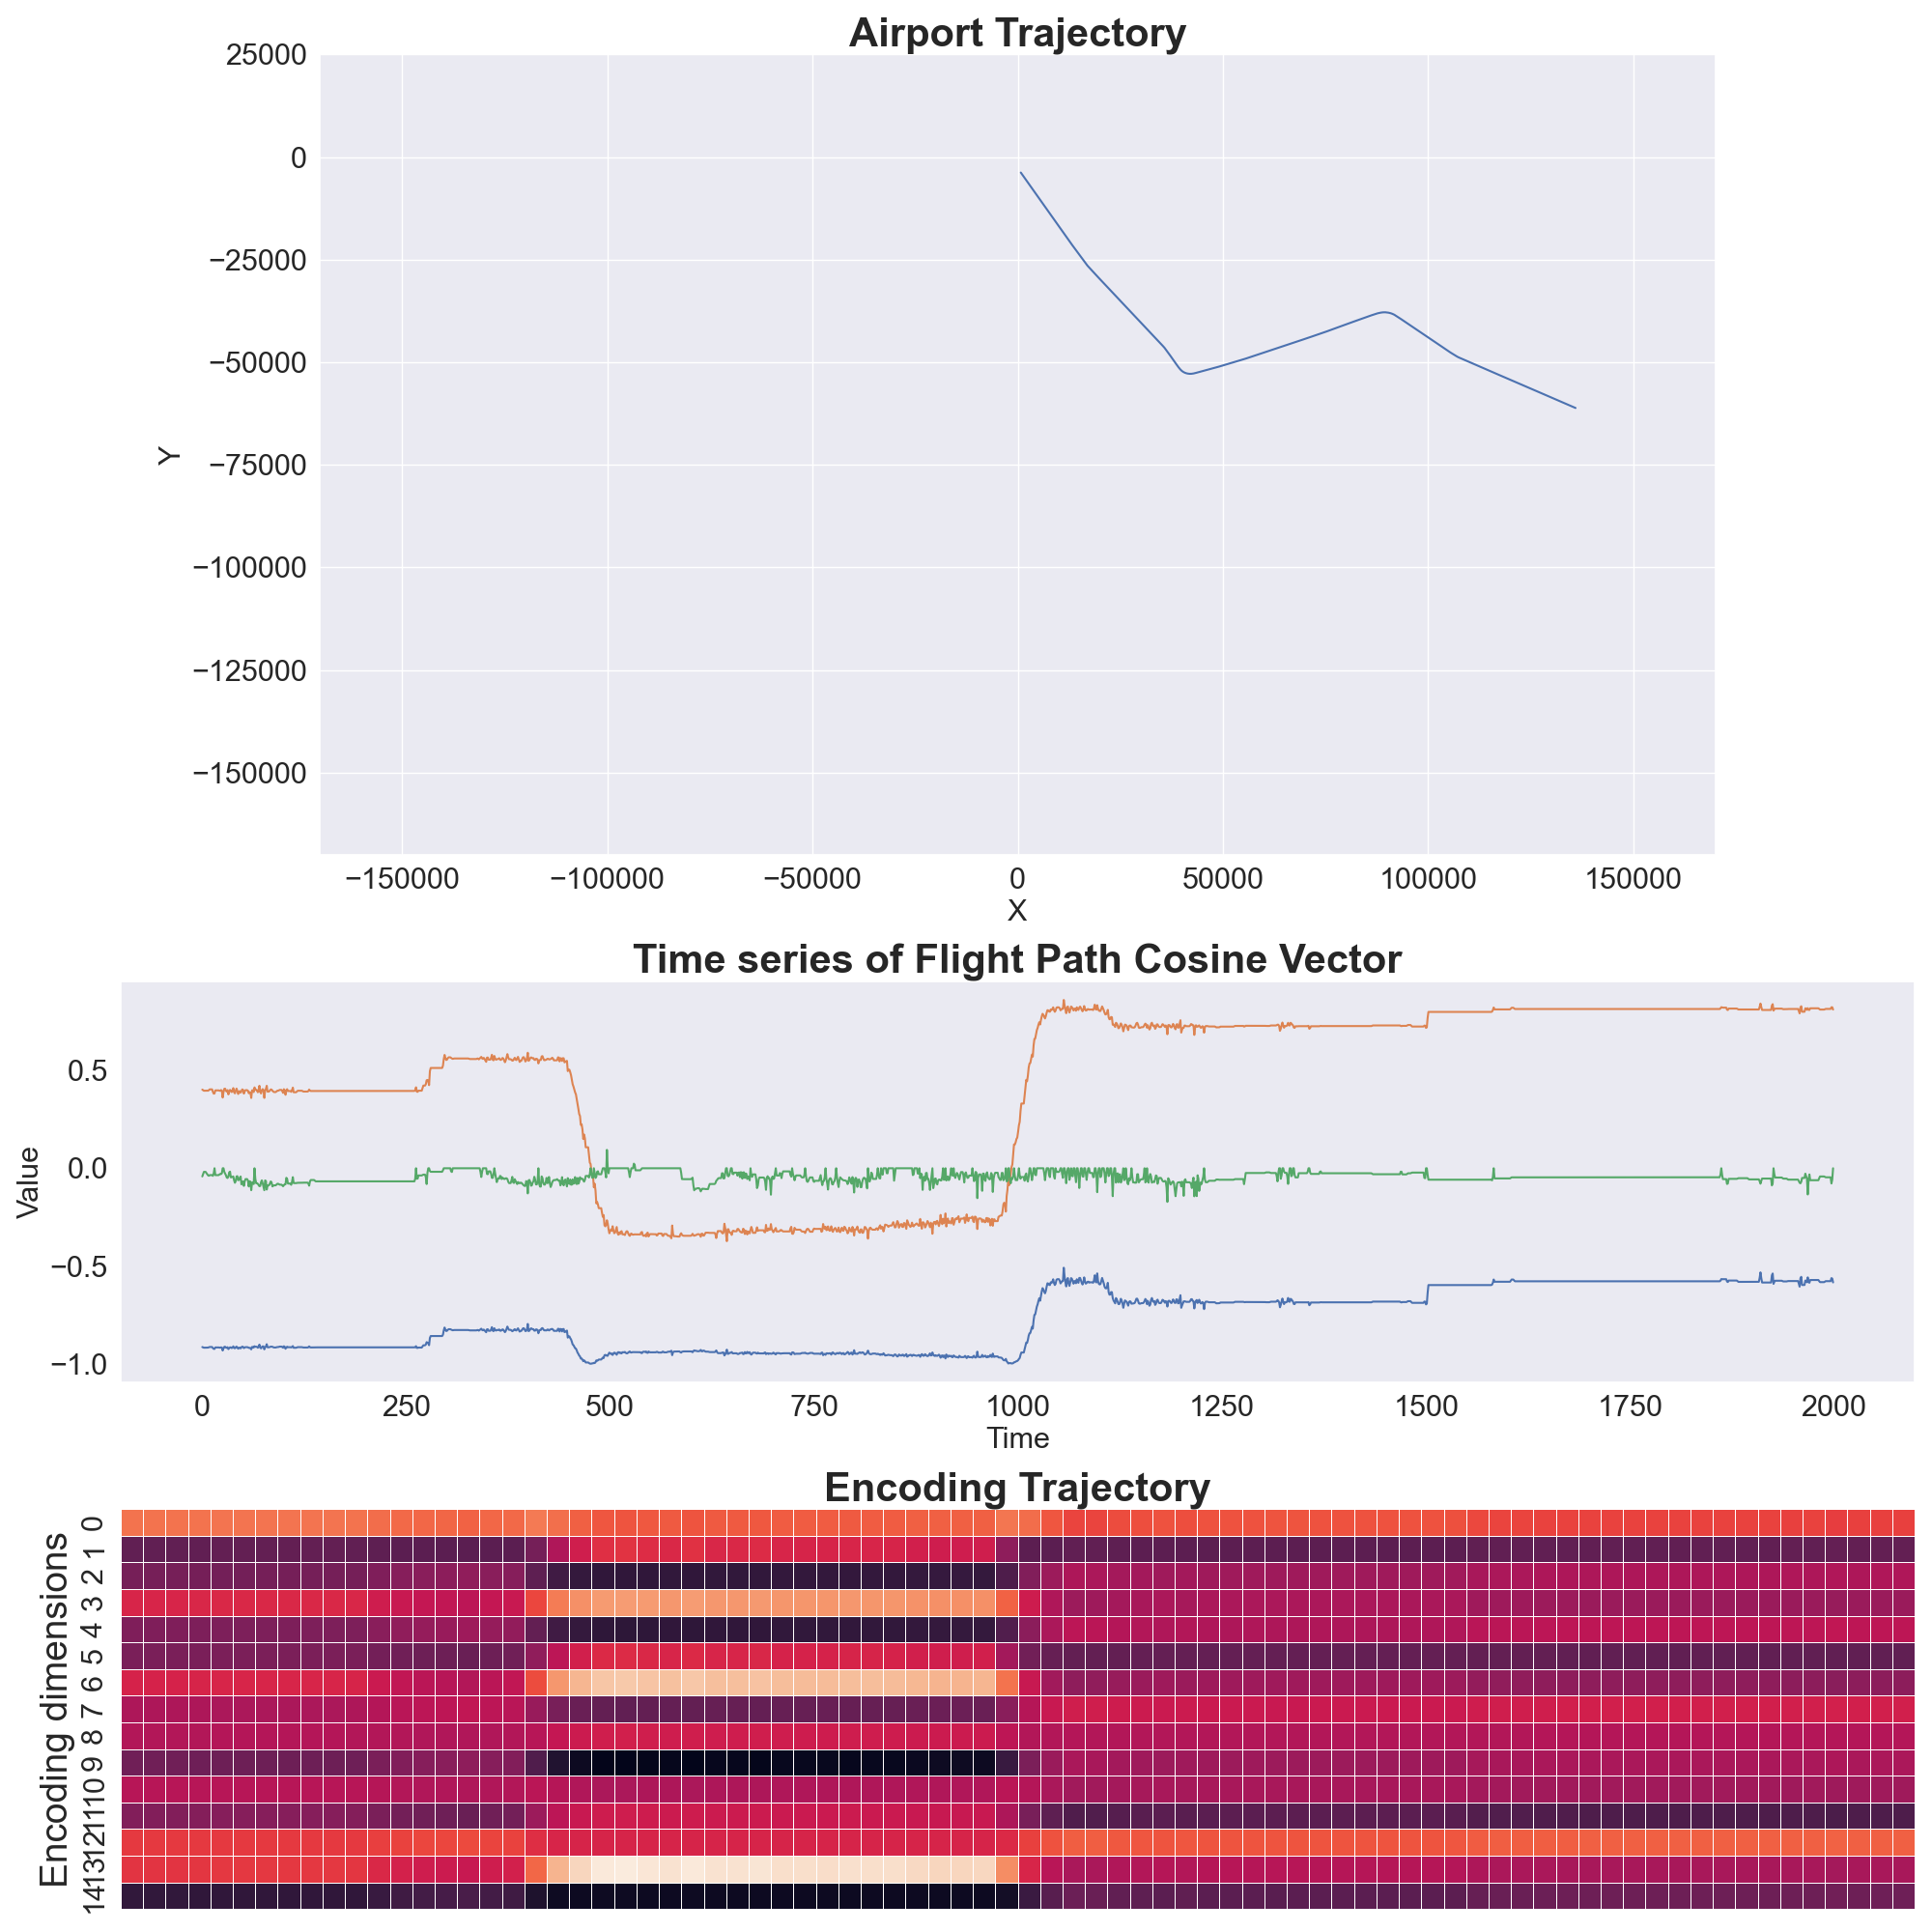 Airport Trajectory
25000
0
−25000
−50000
−75000
−100000
−125000
−150000
Y
−150000 −100000 −50000 0 50000 100000 150000
X
Time series of Flight Path Cosine Vector
0.5
0.0
−0.5
−1.0
Value
0 250 500 750 1000 1250 1500 1750 2000
Time
Encoding Trajectory
Encoding dimensions
0
1
2
3
4
5
6
7
8
9
10
11
12
13
14